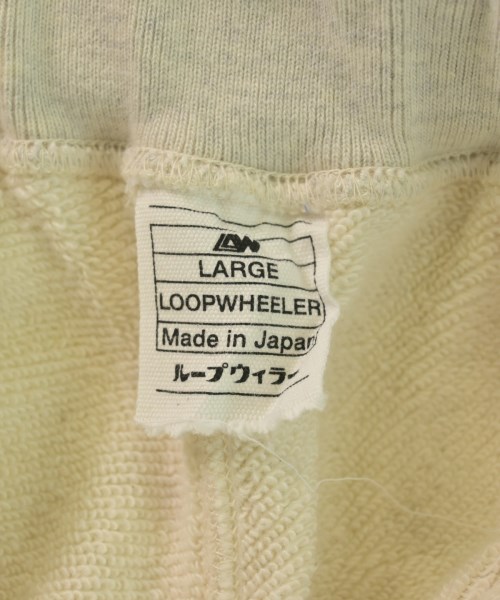 LW
LARGE
LOOPWHEELER
Made in Japan
ループウィラー